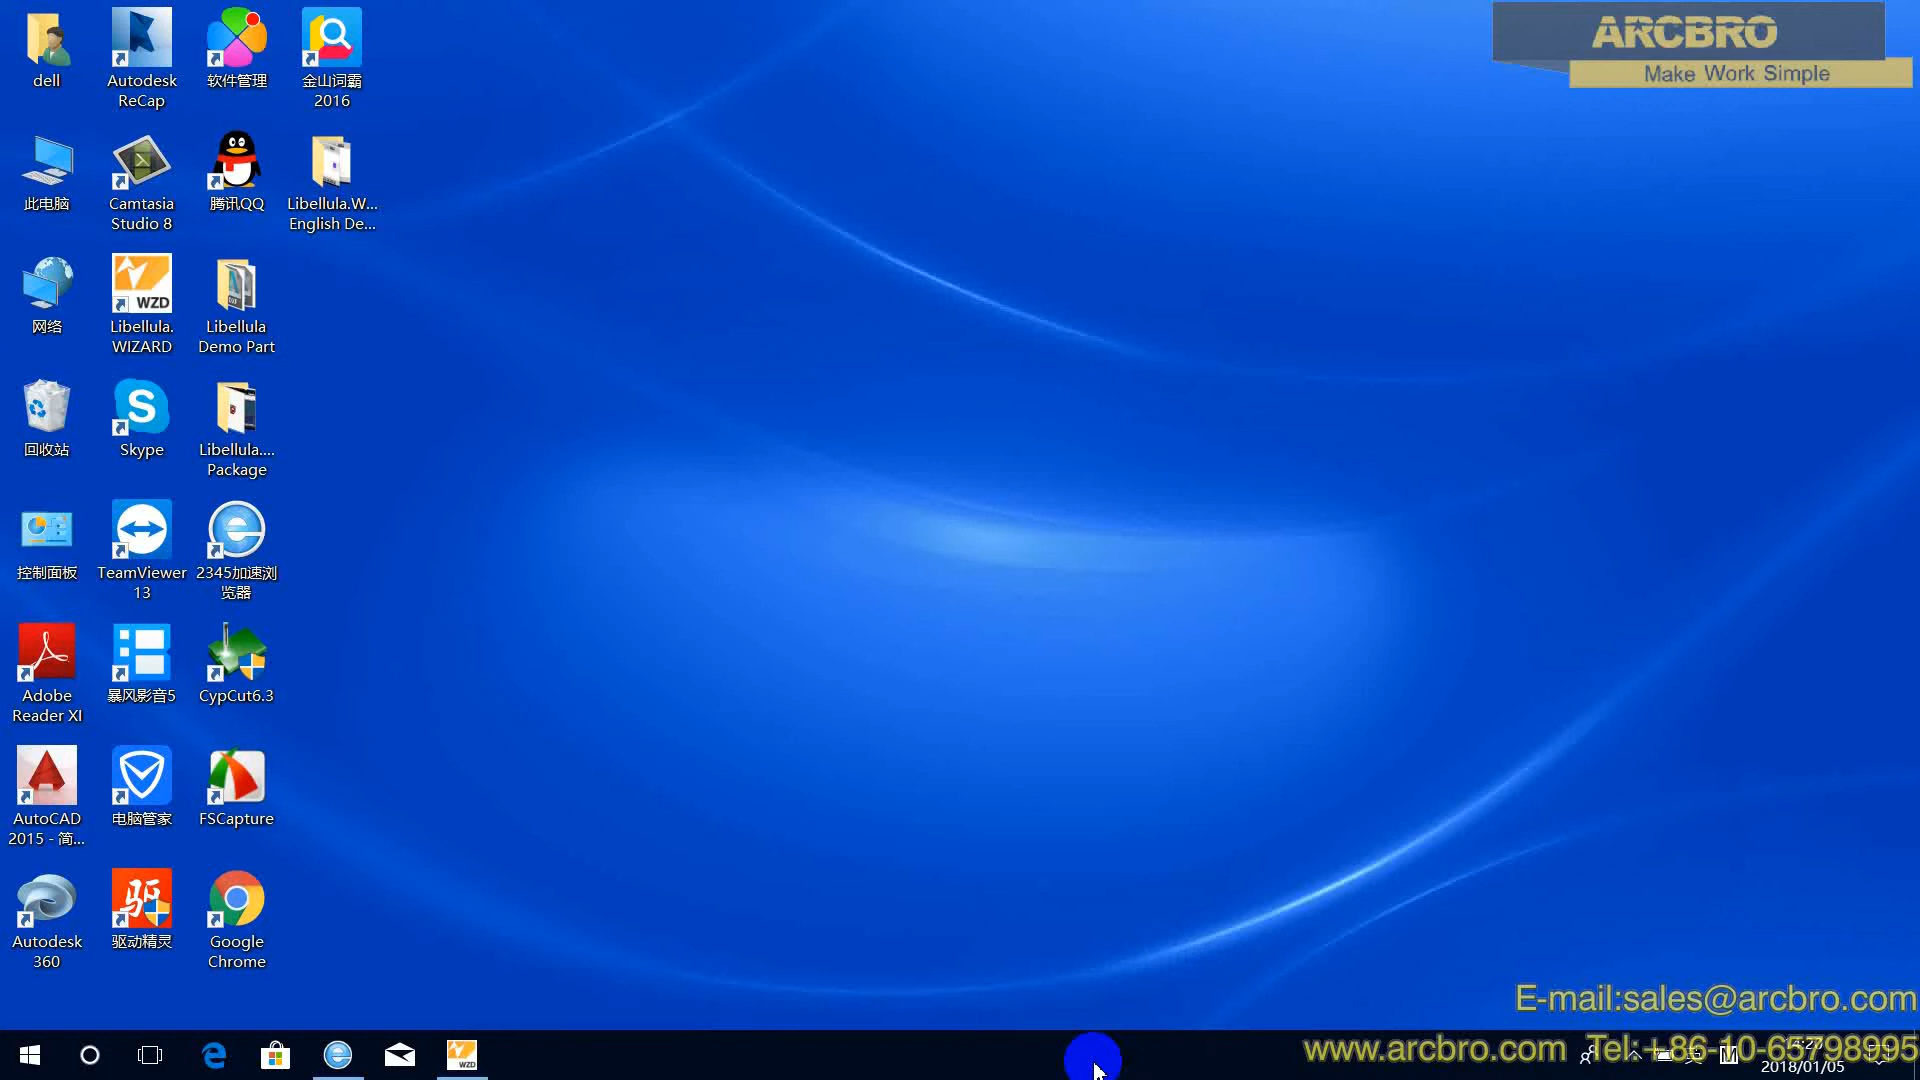 ARCBRO
Make Work Simple
dell
Autodesk
ReCap
软件管理
金山词霸
2016
此电脑
Camtasia
Studio 8
腾讯QQ
Libellula.W...
English De...
网络
WZD
Libellula.
WIZARD
Libellula
Demo Part
回收站
Skype
Libellula....
Package
控制面板
TeamViewer
13
2345加速浏
览器
Adobe
Reader XI
暴风影音5
CypCut6.3
AutoCAD
2015 - 简...
电脑管家
FSCapture
Autodesk
360
驱
驱动精灵
Google
Chrome
E-mail:sales@arcbro.com
www.arcbro.com Tel:+86-10-65798995
WZD
英
M
2018/01/05